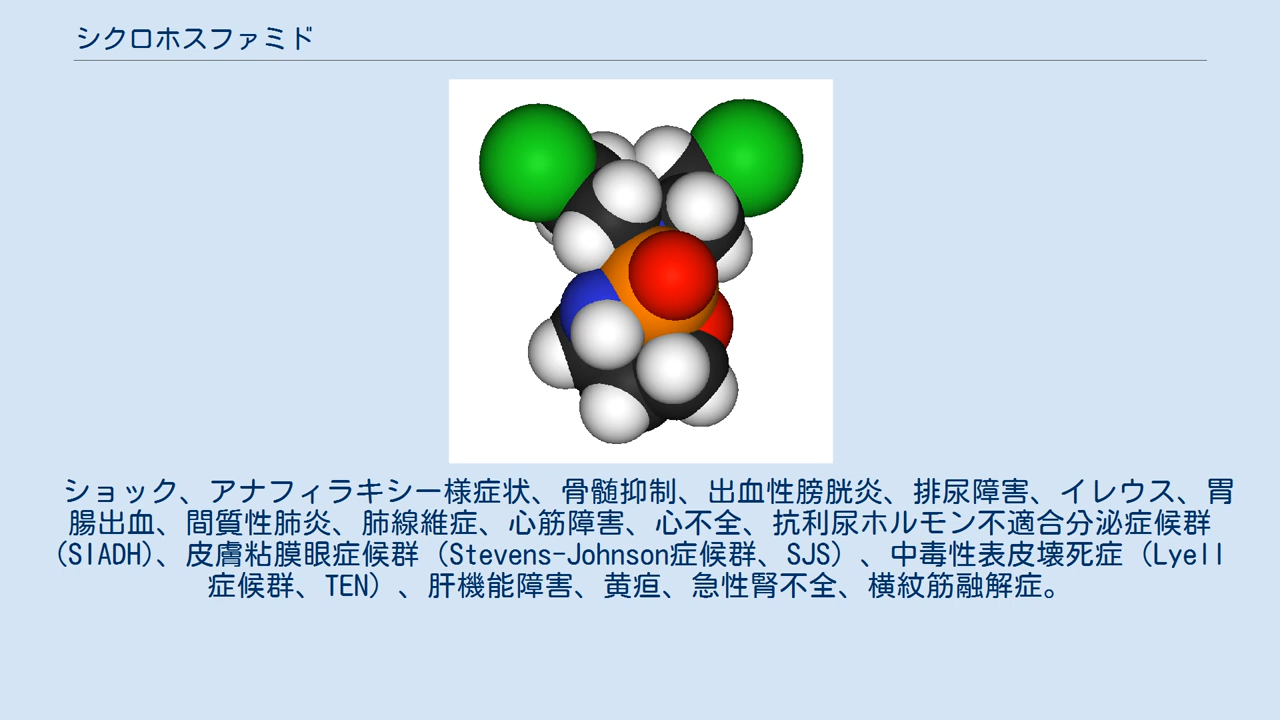 シクロホスファミド
ショック、アナフィラキシー様症状、骨髄抑制、出血性膀胱炎、排尿障害、イレウス、胃
腸出血、間質性肺炎、肺線維症、心筋障害、心不全、抗利尿ホルモン不適合分泌症候群
(SIADH)、皮膚粘膜眼症候群（Stevens-Johnson症候群、SJS）、中毒性表皮壊死症（Lyell
症候群、TEN）、肝機能障害、黄疸、急性腎不全、横紋筋融解症。